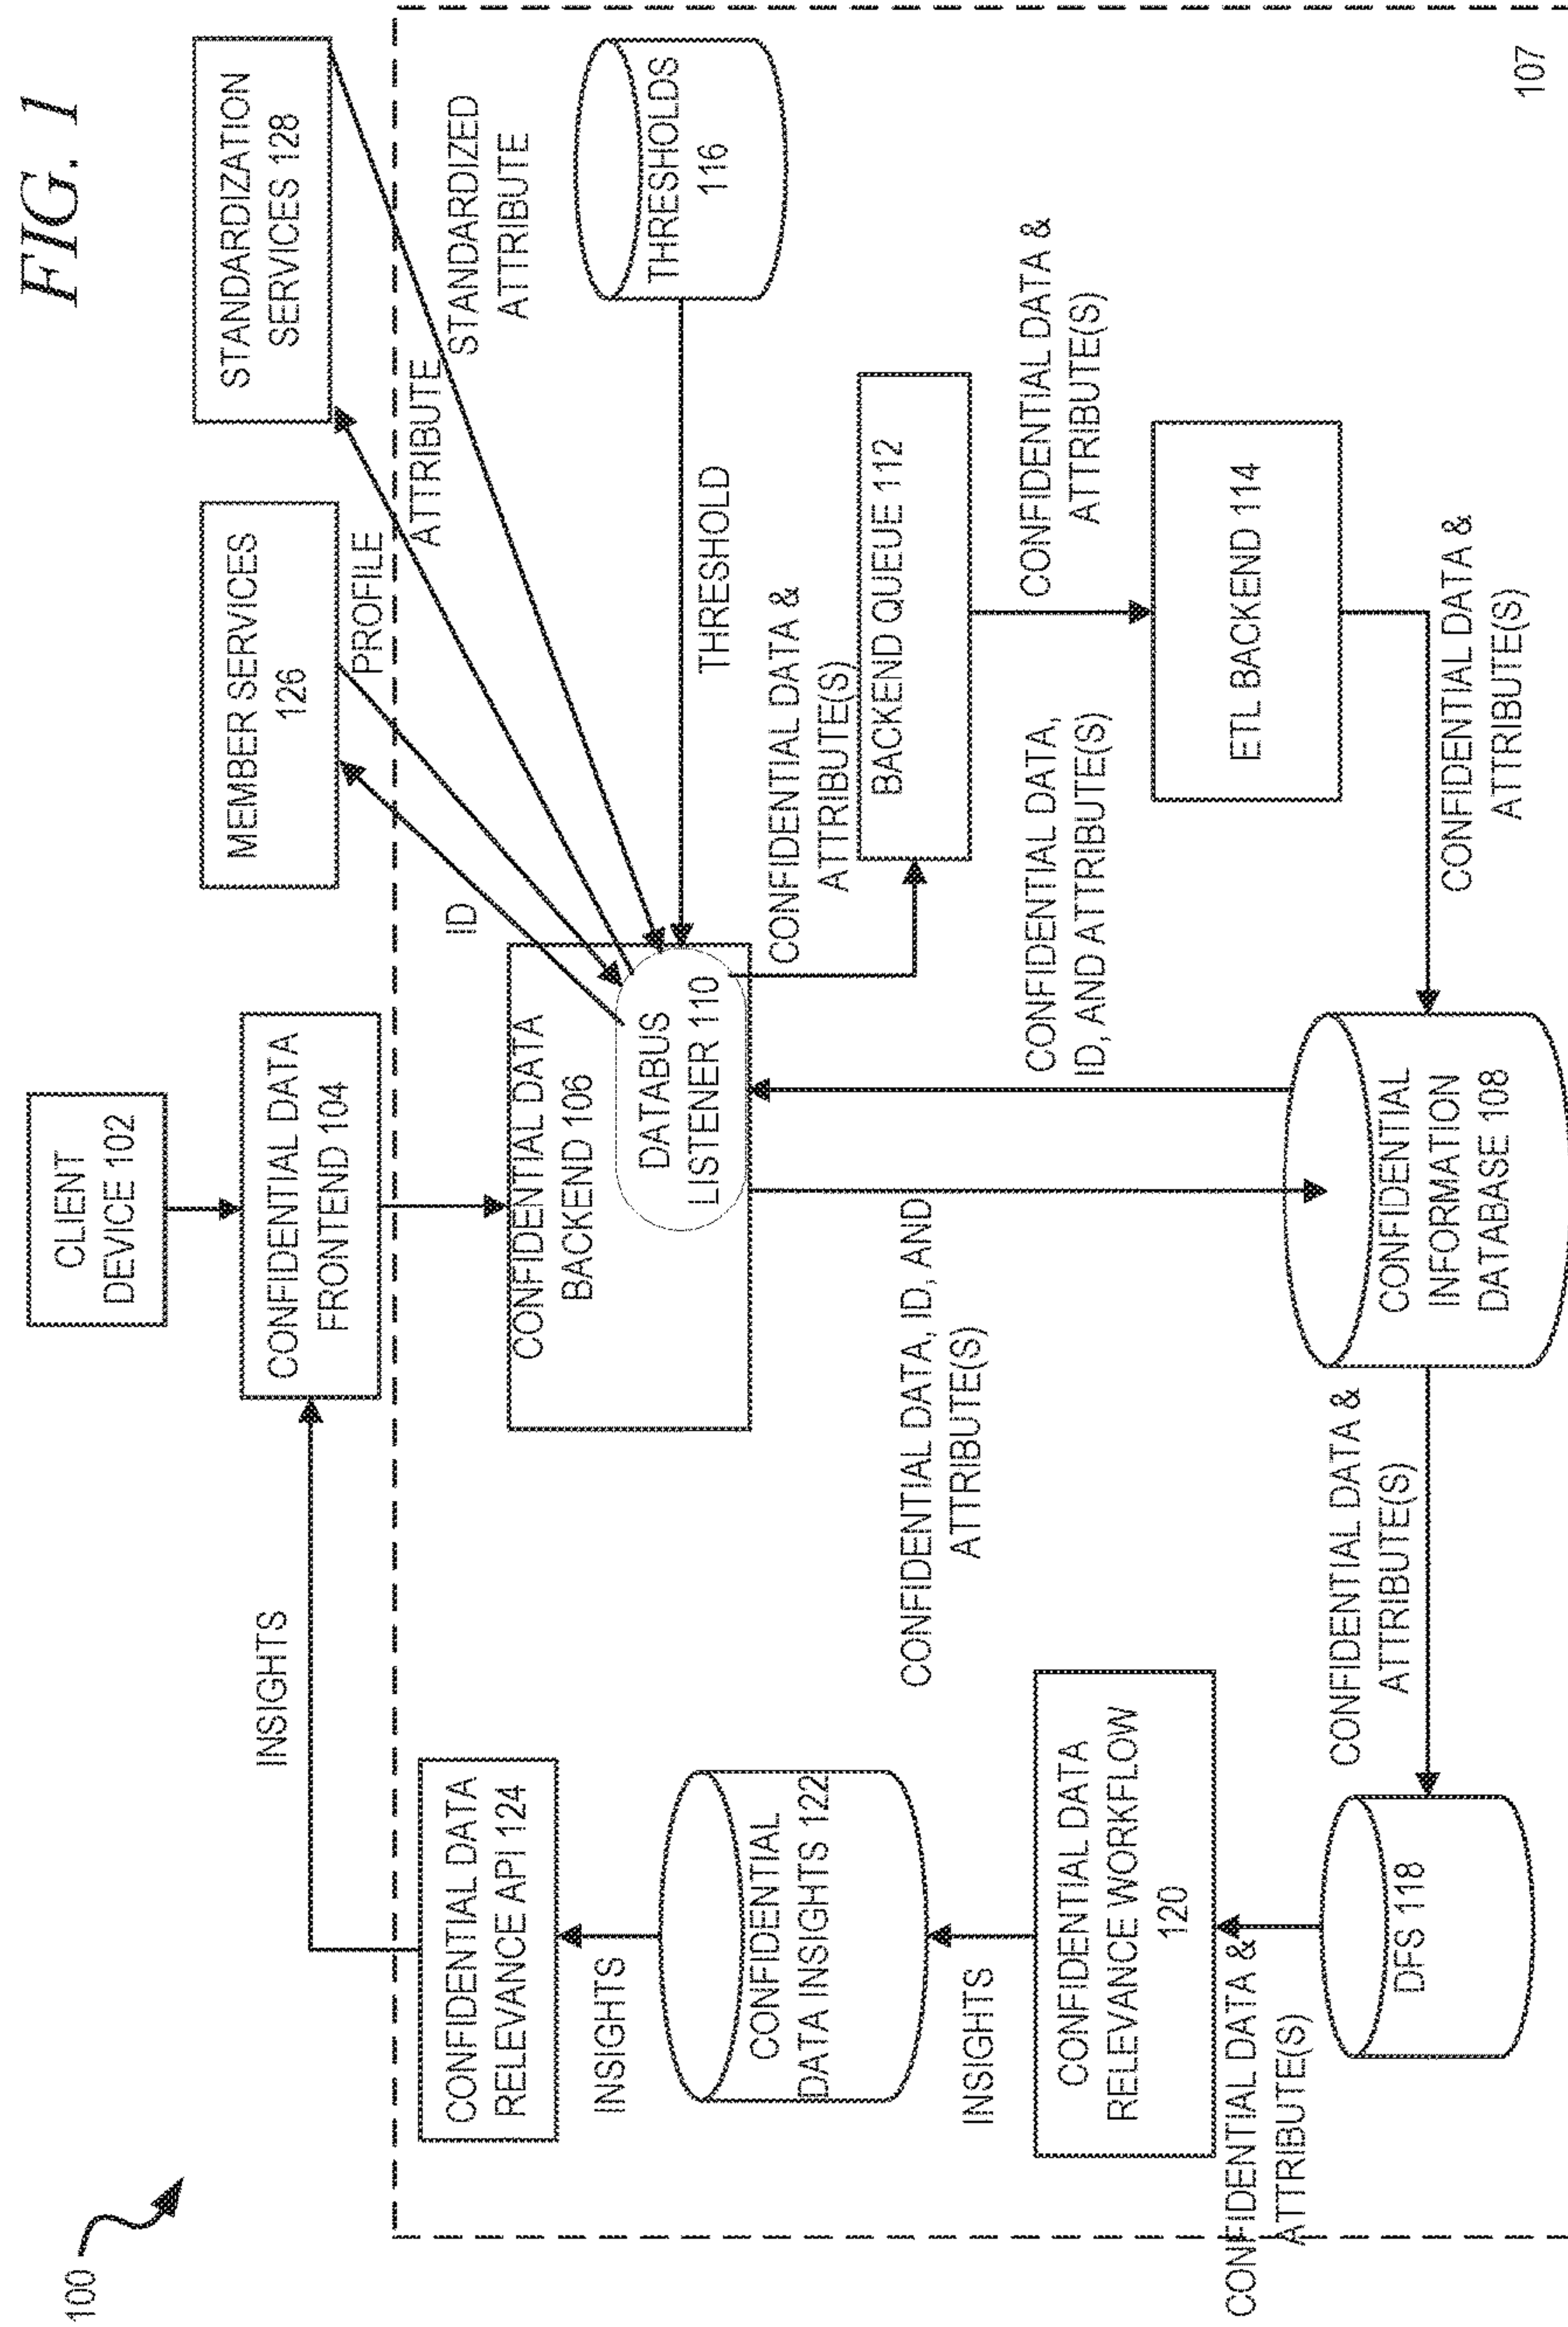 FIG. 1
100
CLIENT
DEVICE 102
INSIGHTS
CONFIDENTIAL DATA
FRONTEND 104
MEMBER SERVICES
126
STANDARDIZATION
SERVICES 128
PROFILE
ID
ATTRIBUTE
STANDARDIZED
ATTRIBUTE
CONFIDENTIAL DATA
RELEVANCE API 124
CONFIDENTIAL DATA
BACKEND 106
DATABUS
LISTENER 110
THRESHOLDS
116
THRESHOLD
INSIGHTS
CONFIDENTIAL
DATA INSIGHTS 122
CONFIDENTIAL DATA &
ATTRIBUTE(S)
BACKEND QUEUE 112
CONFIDENTIAL DATA, ID, AND
ATTRIBUTE(S)
CONFIDENTIAL DATA,
ID, AND ATTRIBUTE(S)
CONFIDENTIAL DATA &
ATTRIBUTE(S)
INSIGHTS
CONFIDENTIAL DATA
RELEVANCE WORKFLOW
120
ETL BACKEND 114
CONFIDENTIAL DATA &
ATTRIBUTE(S)
CONFIDENTIAL DATA &
ATTRIBUTE(S)
DFS 118
CONFIDENTIAL
INFORMATION
DATABASE 108
CONFIDENTIAL DATA &
ATTRIBUTE(S)
107